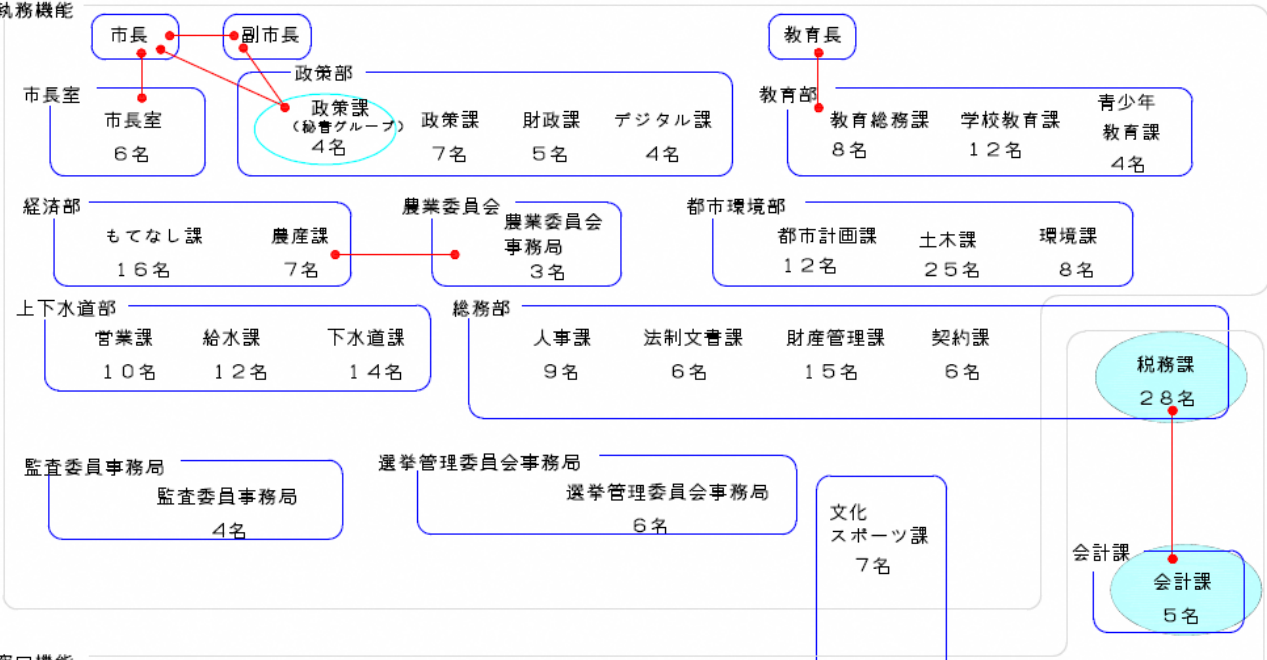 執務機能
市長
副市長
教育長
政策部
市長室
教育部
市長室
6名
政策課
(秘書グループ)
4名
政策課
7名
財政課
5名
デジタル課
4名
教育総務課
8名
学校教育課
12名
青少年
教育課
4名
経済部
もてなし課
16名
農産課
7名
農業委員会
農業委員会
事務局
3名
都市環境部
都市計画課
12名
土木課
25名
環境課
8名
上下水道部
営業課
10名
給水課
12名
下水道課
14名
総務部
人事課
9名
法制文書課
6名
財産管理課
15名
契約課
6名
税務課
28名
監査委員事務局
監査委員事務局
4名
選挙管理委員会事務局
選挙管理委員会事務局
6名
文化
スポーツ課
7名
会計課
会計課
5名
窓口機能